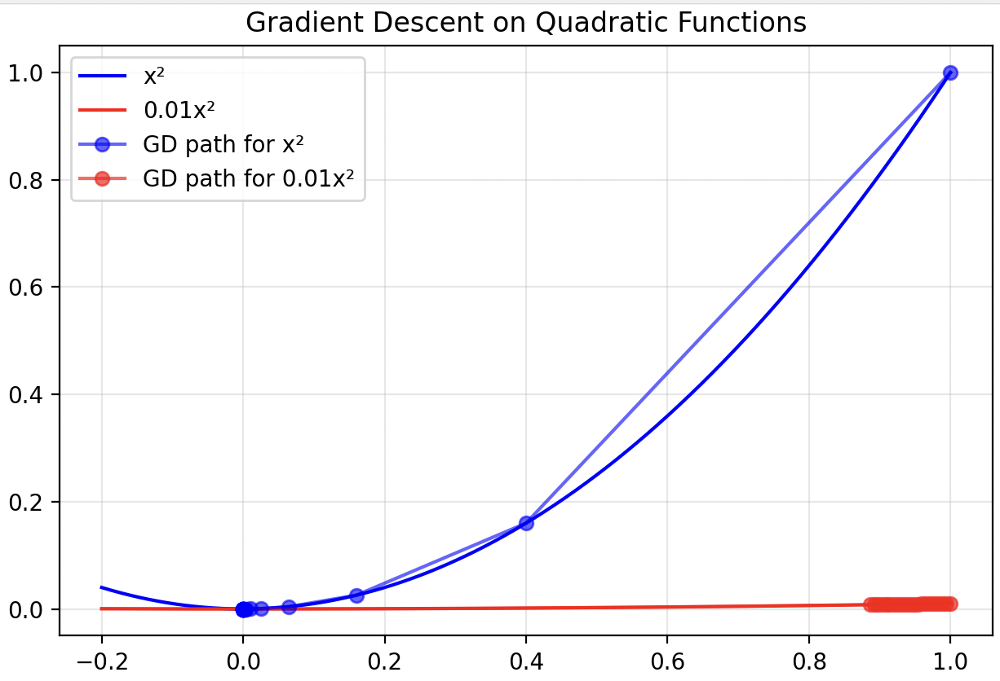 Gradient Descent on Quadratic Functions
1.0
0.8
0.6
0.4
0.2
0.0
x²
0.01x²
GD path for x²
GD path for 0.01x²
−0.2 0.0 0.2 0.4 0.6 0.8 1.0